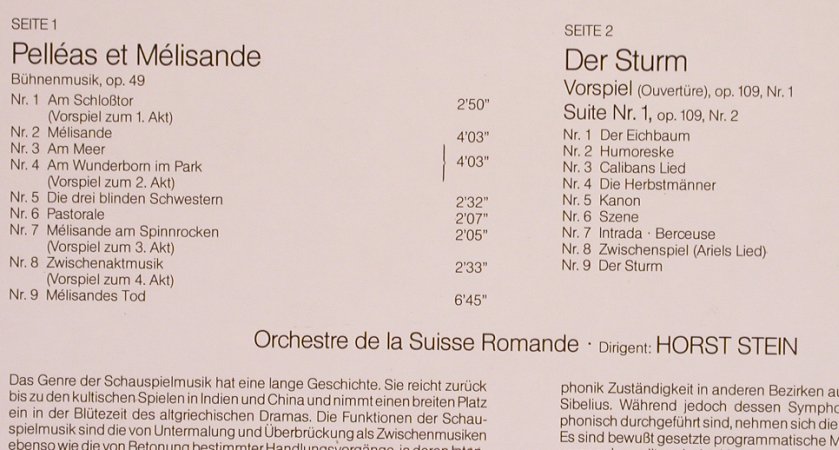 SEITE 1
Pelléas et Mélisande
Bühnenmusik, op. 49
Nr. 1 Am Schloßtor
(Vorspiel zum 1. Akt) 2'50"
Nr. 2 Mélisande 4'03"
Nr. 3 Am Meer
Nr. 4 Am Wunderborn im Park 4'03"
(Vorspiel zum 2. Akt)
Nr. 5 Die drei blinden Schwestern 2'32"
Nr. 6 Pastorale 2'07"
Nr. 7 Mélisande am Spinnrocken 2'05"
(Vorspiel zum 3. Akt)
Nr. 8 Zwischenaktmusik 2'33"
(Vorspiel zum 4. Akt)
Nr. 9 Mélisandes Tod 6'45"
SEITE 2
Der Sturm
Vorspiel (Ouvertüre), op. 109, Nr. 1
Suite Nr. 1, op. 109, Nr. 2
Nr. 1 Der Eichbaum
Nr. 2 Humoreske
Nr. 3 Calibans Lied
Nr. 4 Die Herbstmänner
Nr. 5 Kanon
Nr. 6 Szene
Nr. 7 Intrada · Berceuse
Nr. 8 Zwischenspiel (Ariels Lied)
Nr. 9 Der Sturm
Orchestre de la Suisse Romande · Dirigent: HORST STEIN
Das Genre der Schauspielmusik hat eine lange Geschichte. Sie reicht zurück
bis zu den kultischen Spielen in Indien und China und nimmt einen breiten Platz
ein in der Blütezeit des altgriechischen Dramas. Die Funktionen der Schau-
spielmusik sind die von Untermalung und Überbrückung als Zwischenmusiken
ebenso wie die von Betonung bestimmter Handlungsvorgänge, in deren
phonik Zuständigkeit in anderen Bezirken
Sibelius. Während jedoch dessen
phonisch durchgeführt sind, nehmen sich die
Es sind bewußt gesetzte programmatische